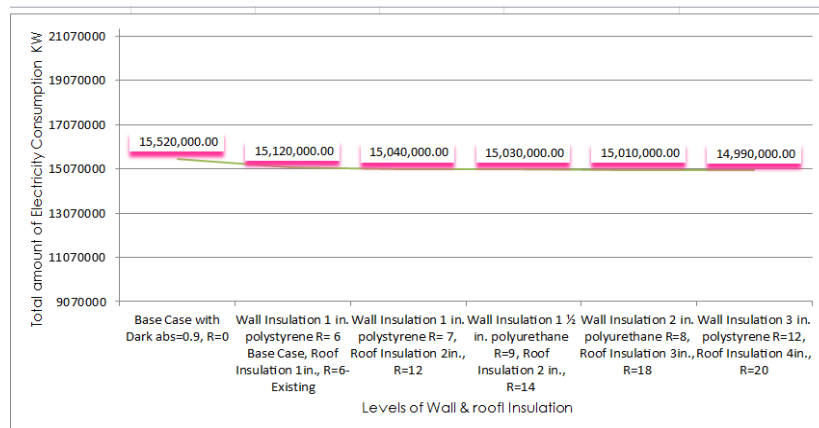 Total amount of Electricity Consumption KW
21070000
19070000
17070000
15070000
13070000
11070000
9070000
15,520,000.00
15,120,000.00
15,040,000.00
15,030,000.00
15,010,000.00
14,990,000.00
Base Case with
Dark abs=0.9, R=0
Wall Insulation 1 in.
polystyrene R= 6
Base Case, Roof
Insulation 1in., R=6-
Existing
Wall Insulation 1 in.
polystyrene R= 7,
Roof Insulation 2in.,
R=12
Wall Insulation 1 ½
in. polyurethane
R=9, Roof
Insulation 2 in.,
R=14
Wall Insulation 2 in.
polyurethane R=8,
Roof Insulation 3in.,
R=18
Wall Insulation 3 in.
polystyrene R=12,
Roof Insulation 4in.,
R=20
Levels of Wall & roofl Insulation